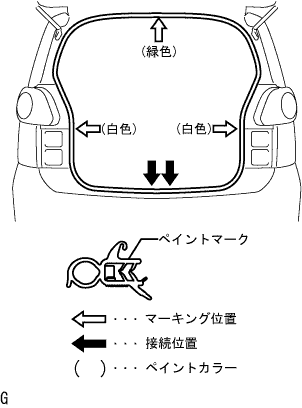 (緑色)
(白色) (白色)
ペイントマーク
・・・ マーキング位置
・・・ 接続位置
( ) ・・・ ペイントカラー
G